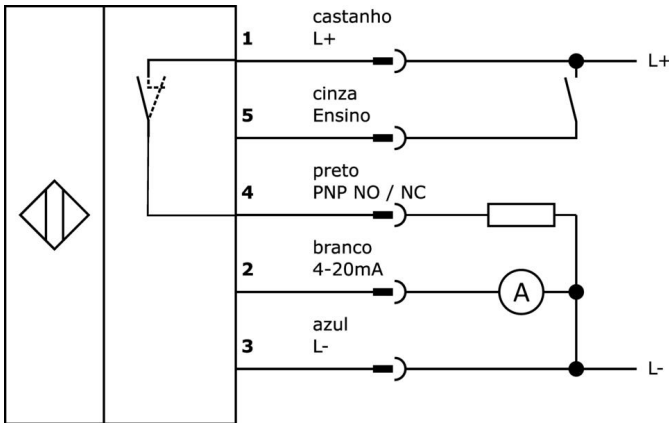 castanho
1 L+ L+
cinza
5 Ensino
preto
4 PNP NO / NC
branco
2 4-20mA
A
azul
3 L- L-